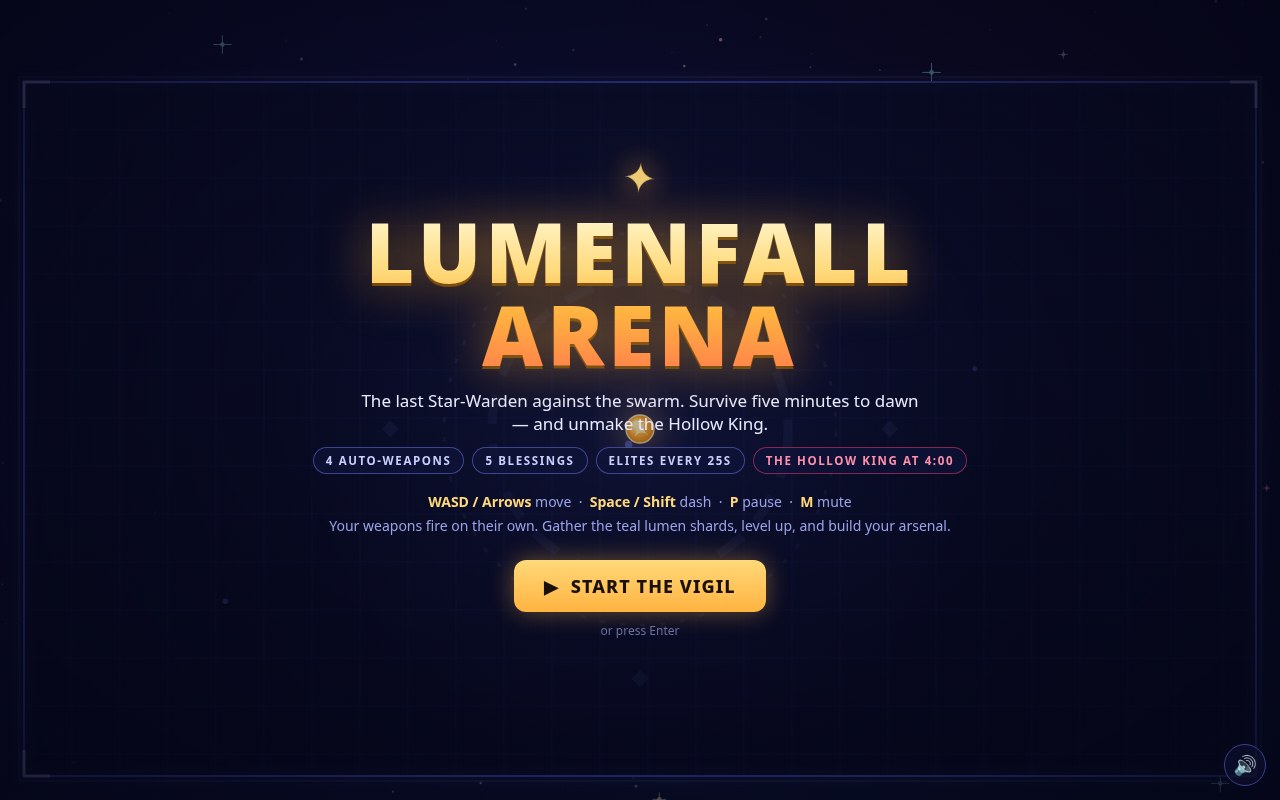 LUMENFALL
ARENA
The last Star-Warden against the swarm. Survive five minutes to dawn
— and unmake the Hollow King.
4 AUTO-WEAPONS 5 BLESSINGS ELITES EVERY 25S THE HOLLOW KING AT 4:00
WASD / Arrows move · Space / Shift dash · P pause · M mute
Your weapons fire on their own. Gather the teal lumen shards, level up, and build your arsenal.
▶ START THE VIGIL
or press Enter